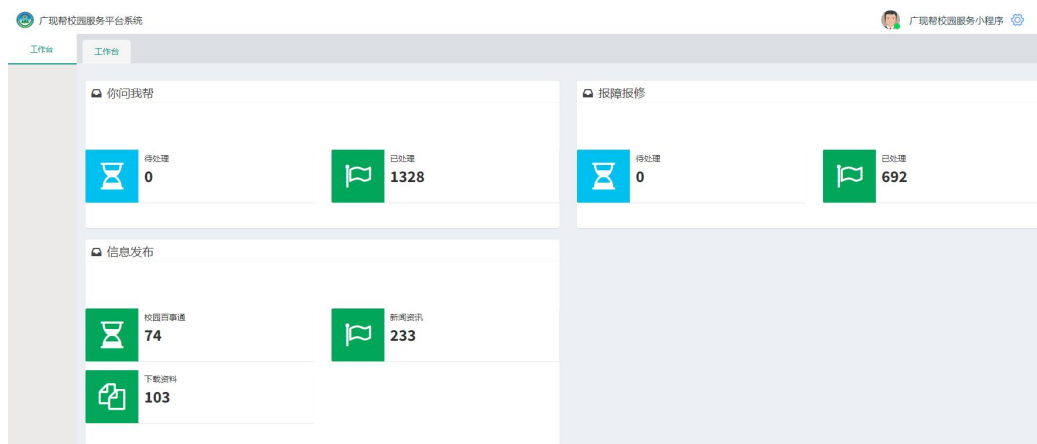 广现帮校园服务平台系统
广现帮校园服务小程序
工作台
工作台
你问我帮
报障报修
待处理
0
已处理
1328
待处理
0
已处理
692
信息发布
校园百事通
74
新闻资讯
233
下载资料
103